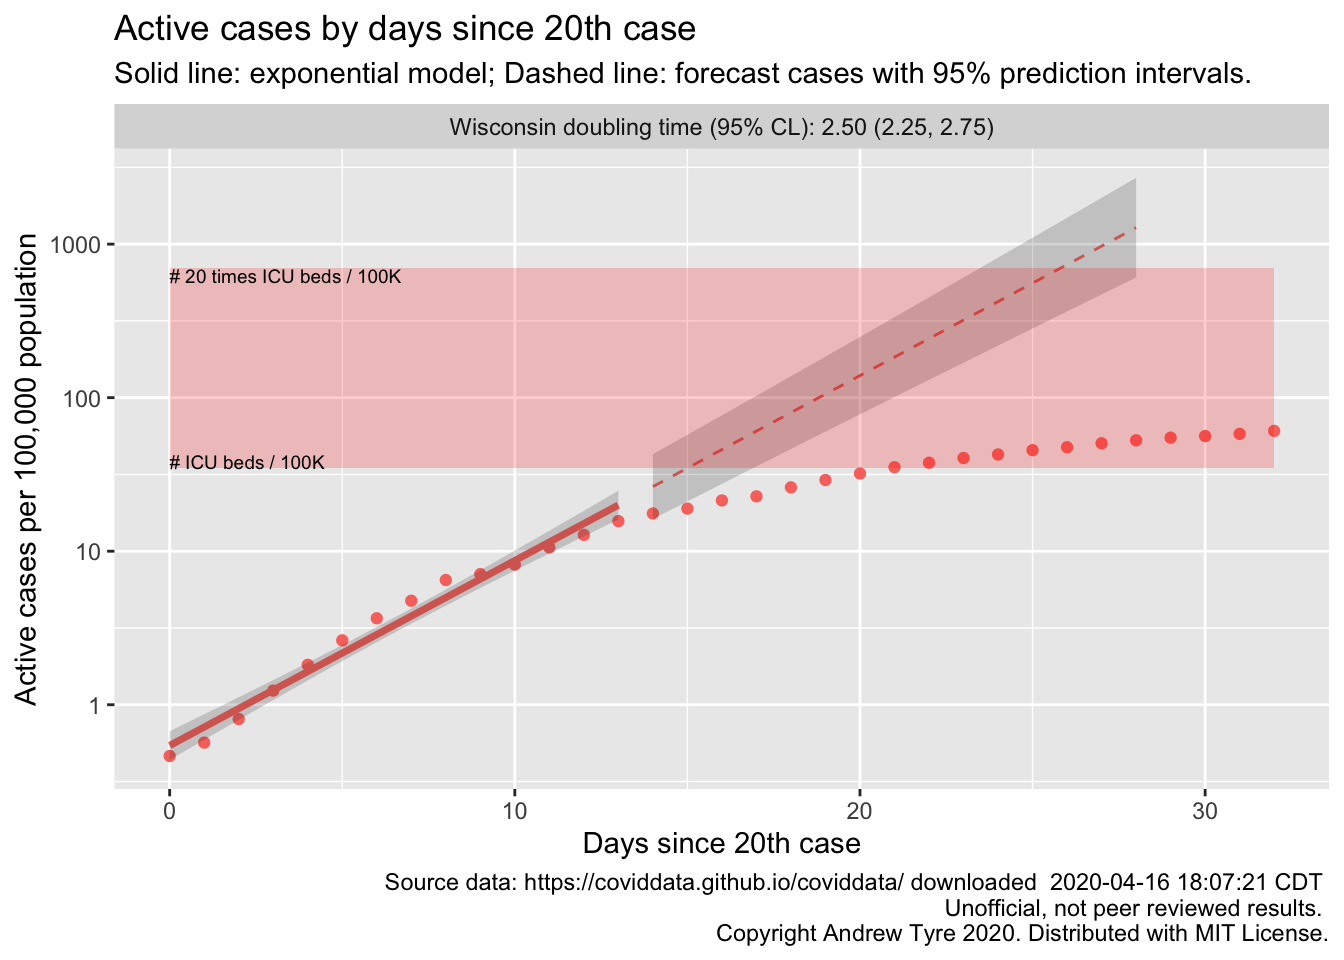 Active cases by days since 20th case
Solid line: exponential model; Dashed line: forecast cases with 95% prediction intervals.
Wisconsin doubling time (95% CL): 2.50 (2.25, 2.75)
Active cases per 100,000 population
1000
100
10
1
# 20 times ICU beds / 100K
# ICU beds / 100K
0
10
20
30
Days since 20th case
Source data: https://coviddata.github.io/coviddata/ downloaded  2020-04-16 18:07:21 CDT
Unofficial, not peer reviewed results.
Copyright Andrew Tyre 2020. Distributed with MIT License.